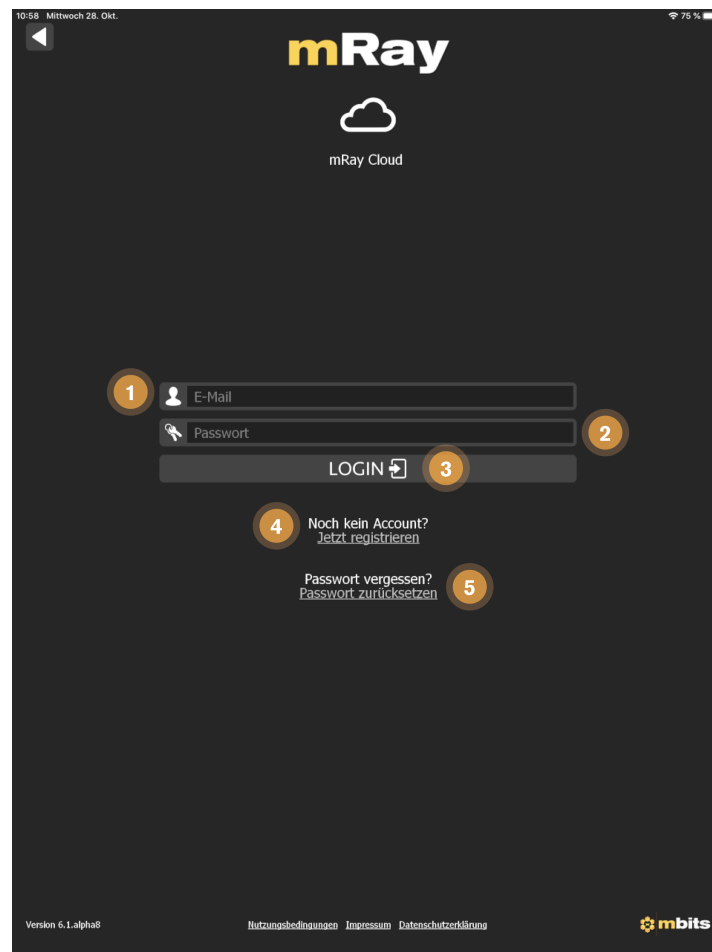 10:58 Mittwoch 28. Okt.
75 %
mRay
mRay Cloud
1
E-Mail
Passwort
2
LOGIN
3
4
Noch kein Account?
Jetzt registrieren
Passwort vergessen?
Passwort zurücksetzen
5
Version 6.1.alpha8
Nutzungsbedingungen Impressum Datenschutzerklärung
mbits